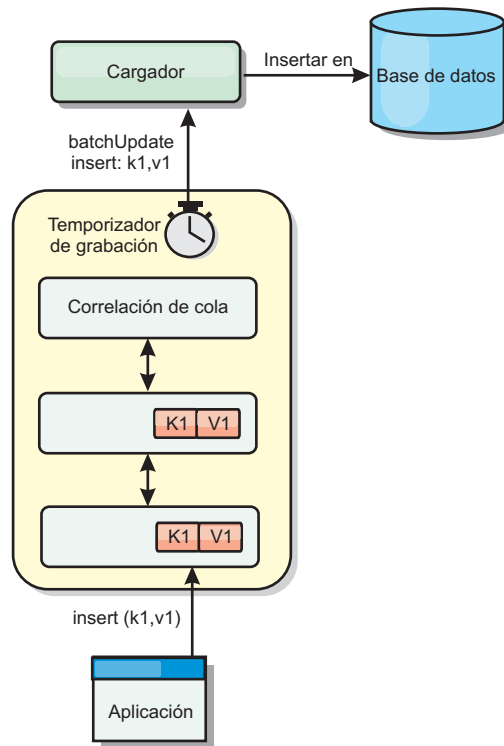 Cargador
Insertar en
Base de datos
batchUpdate
insert: k1,v1
Temporizador
de grabación
Correlación de cola
K1 V1
K1 V1
insert (k1,v1)
Aplicación